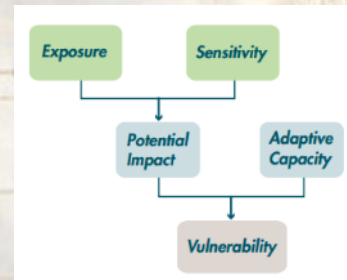 Exposure
Sensitivity
Potential
Impact
Adaptive
Capacity
Vulnerability